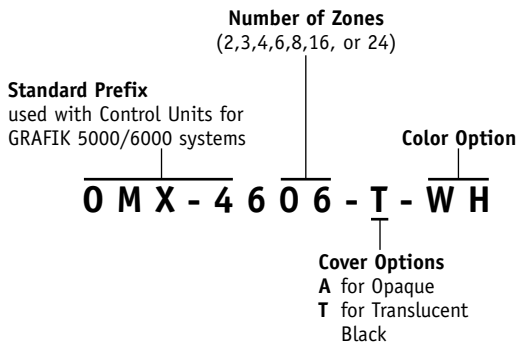 Number of Zones
(2,3,4,6,8,16, or 24)
Standard Prefix
used with Control Units for
GRAFIK 5000/6000 systems
Color Option
OMX-4606-T-WH
Cover Options
A for Opaque
T for Translucent
Black